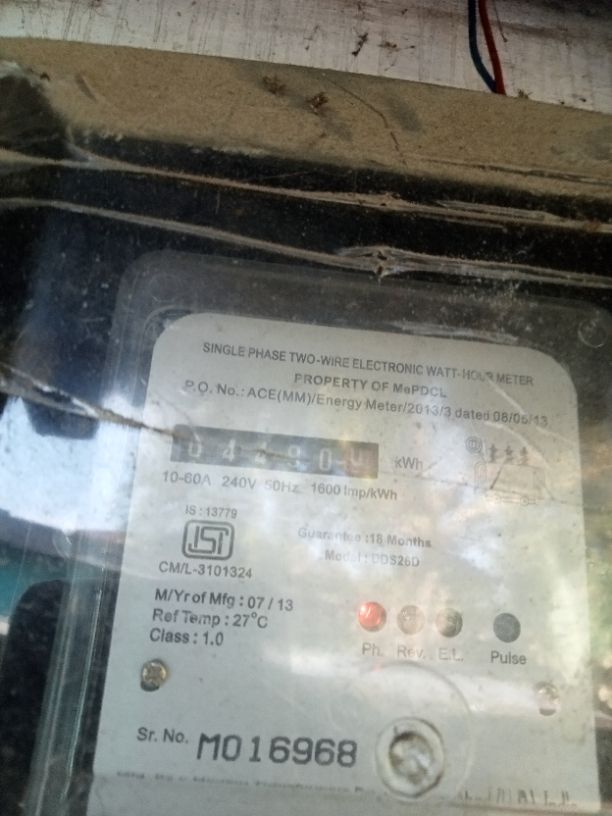 SINGLE PHASE TWO-WIRE ELECTRONIC WATT-HOUR METER
PROPERTY OF MePDCL
P.O. No.: ACE(MM)/Energy Meter/2013/3 dated 08/05/13
kWh
10-60A 240V 50Hz 1600 Imp/kWh
IS : 13779
ISI
CM/L-3101324
Guarantee :18 Months
Model : DDS26D
M/Yr of Mfg : 07 / 13
Ref Temp : 27°C
Class : 1.0
Ph. Rev. E.L. Pulse
Sr. No. M016968